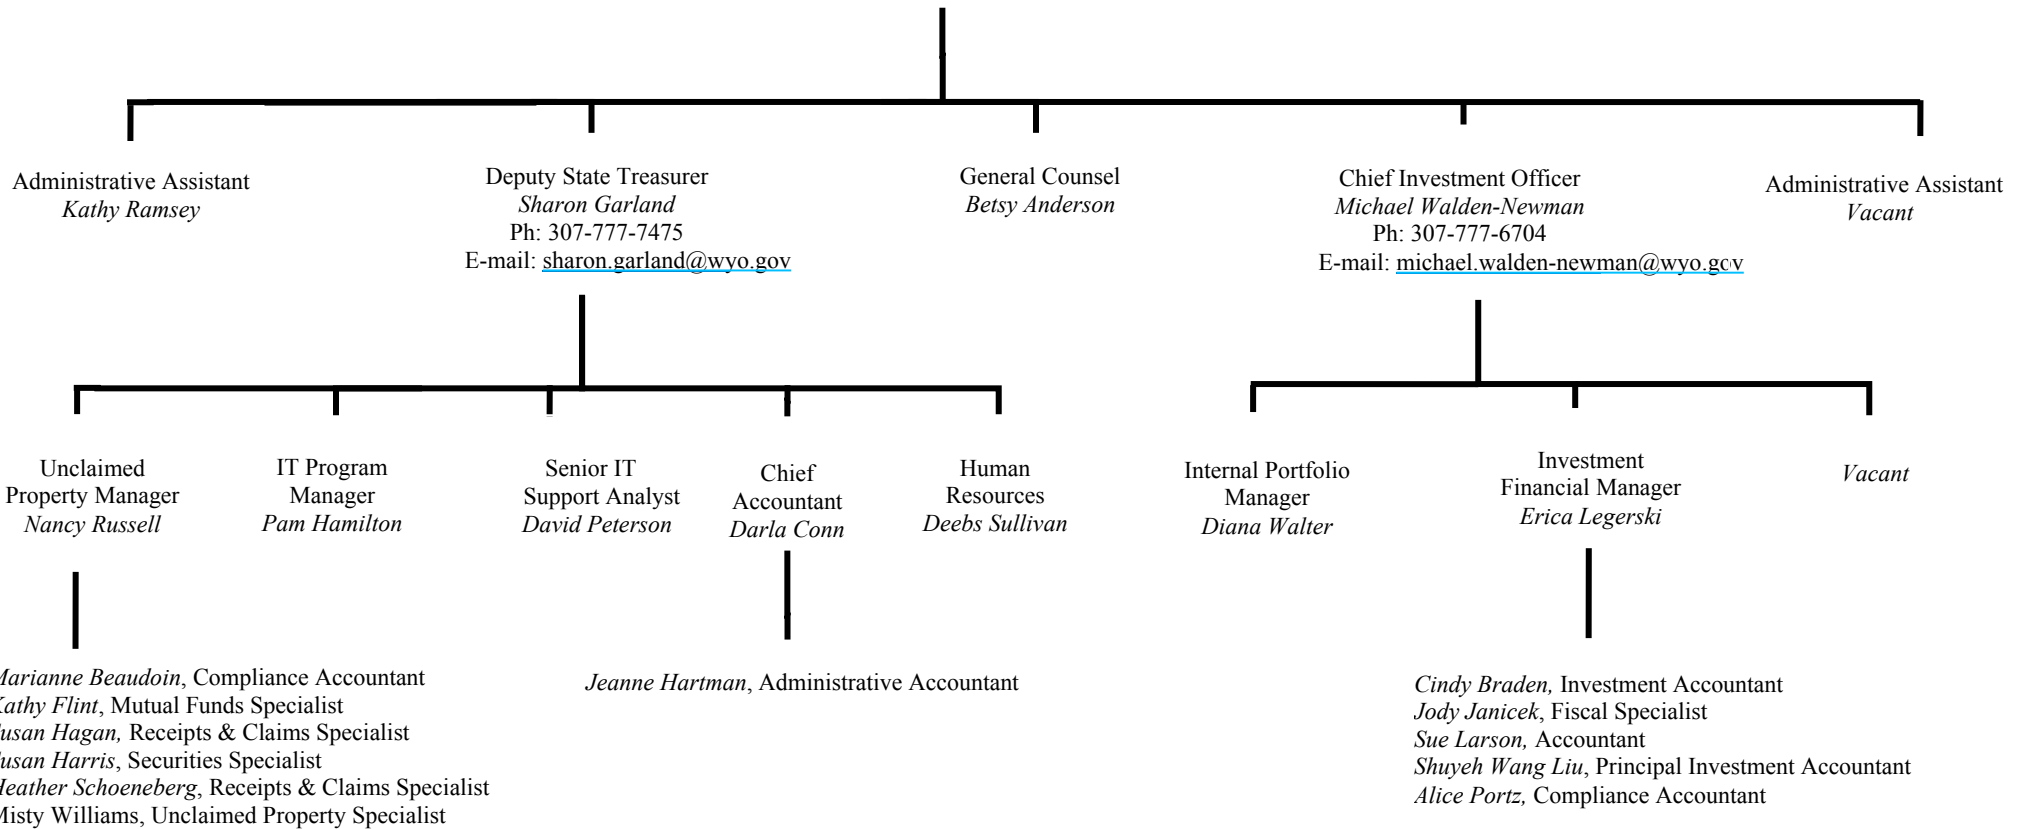 Administrative Assistant
Kathy Ramsey
Deputy State Treasurer
Sharon Garland
Ph: 307-777-7475
E-mail: sharon.garland@wyo.gov
General Counsel
Betsy Anderson
Chief Investment Officer
Michael Walden-Newman
Ph: 307-777-6704
E-mail: michael.walden-newman@wyo.gov
Administrative Assistant
Vacant
Unclaimed
Property Manager
Nancy Russell
IT Program
Manager
Pam Hamilton
Senior IT
Support Analyst
David Peterson
Chief
Accountant
Darla Conn
Human
Resources
Deebs Sullivan
Internal Portfolio
Manager
Diana Walter
Investment
Financial Manager
Erica Legerski
Vacant
Marianne Beaudoin, Compliance Accountant
Kathy Flint, Mutual Funds Specialist
Susan Hagan, Receipts & Claims Specialist
Susan Harris, Securities Specialist
Heather Schoeneberg, Receipts & Claims Specialist
Misty Williams, Unclaimed Property Specialist
Jeanne Hartman, Administrative Accountant
Cindy Braden, Investment Accountant
Jody Janicek, Fiscal Specialist
Sue Larson, Accountant
Shuyeh Wang Liu, Principal Investment Accountant
Alice Portz, Compliance Accountant